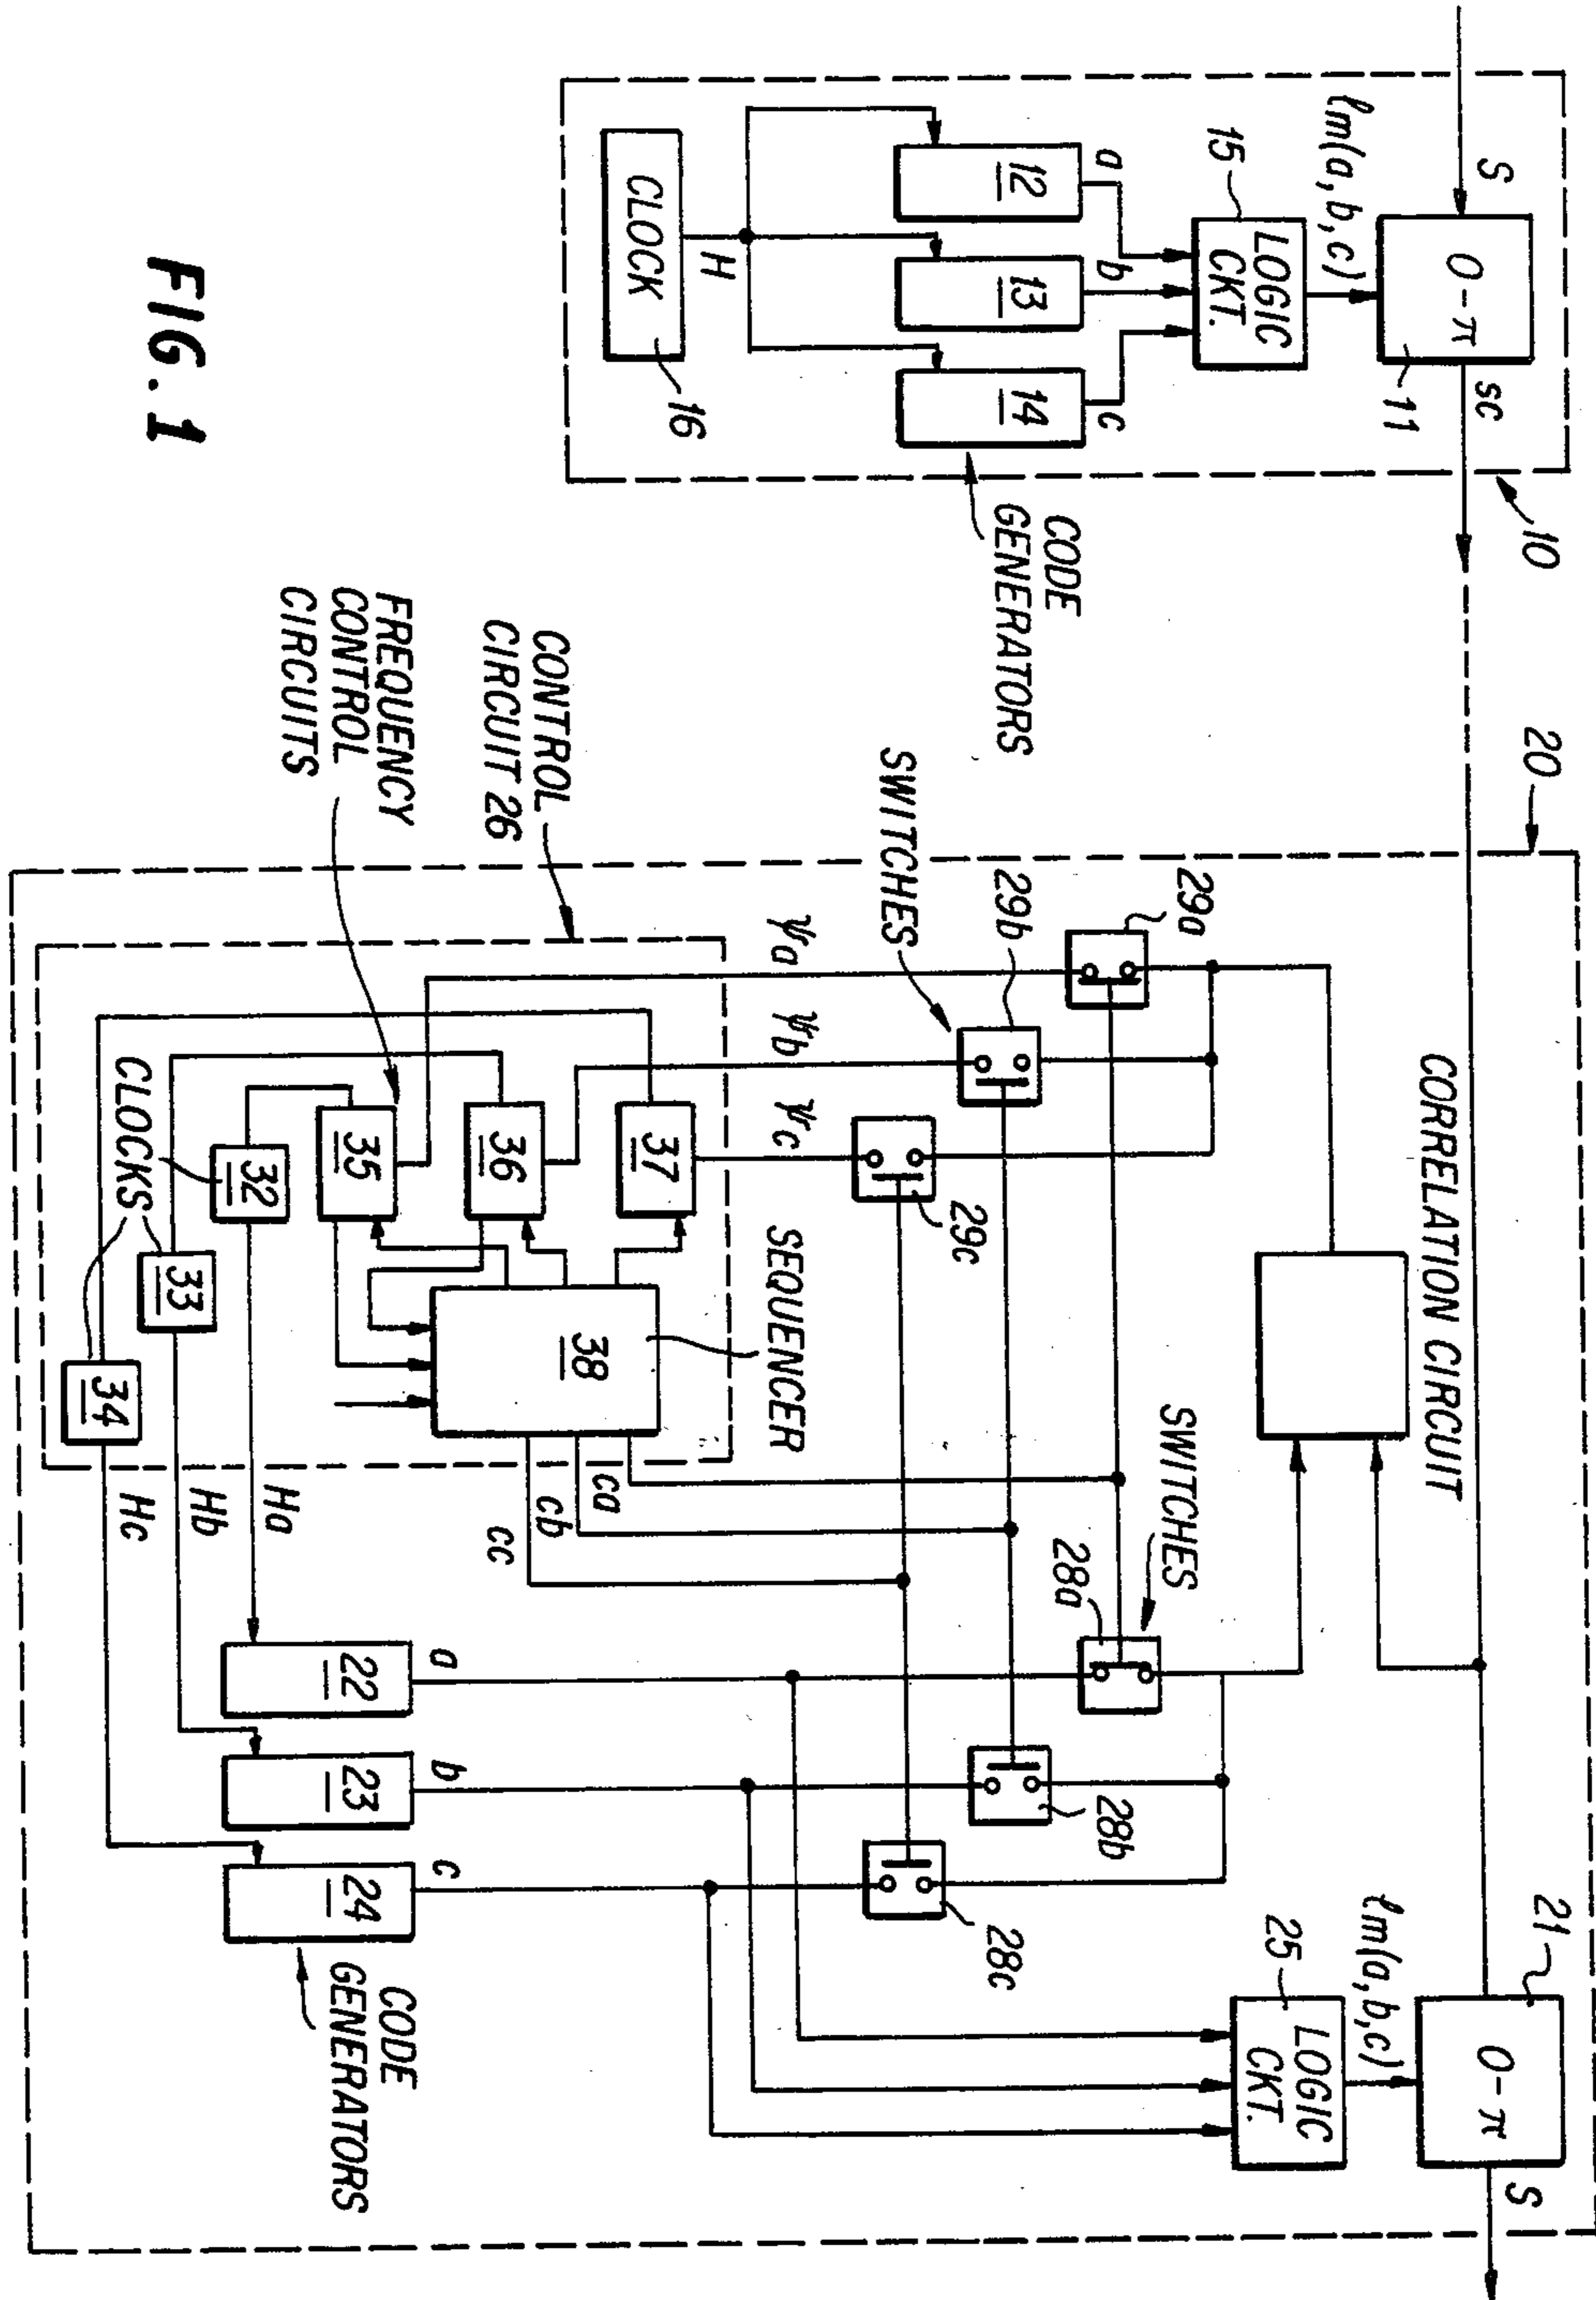 S
0-π
11
SC
10
ℓm(a,b,c)
15
LOGIC
CKT.
a
b
c
12
13
14
CODE
GENERATORS
H
CLOCK
16
20
CORRELATION CIRCUIT
21
0-π
S
ℓm(a,b,c)
25
LOGIC
CKT.
29a
29b
29c
SWITCHES
SWITCHES
28a
28b
28c
ψa
ψb
ψc
CONTROL
CIRCUIT 26
FREQUENCY
CONTROL
CIRCUITS
SEQUENCER
37
36
35
38
ca
cb
cc
CLOCKS
32
33
34
Ha
Hb
Hc
a
b
c
22
23
24
CODE
GENERATORS
FIG. 1